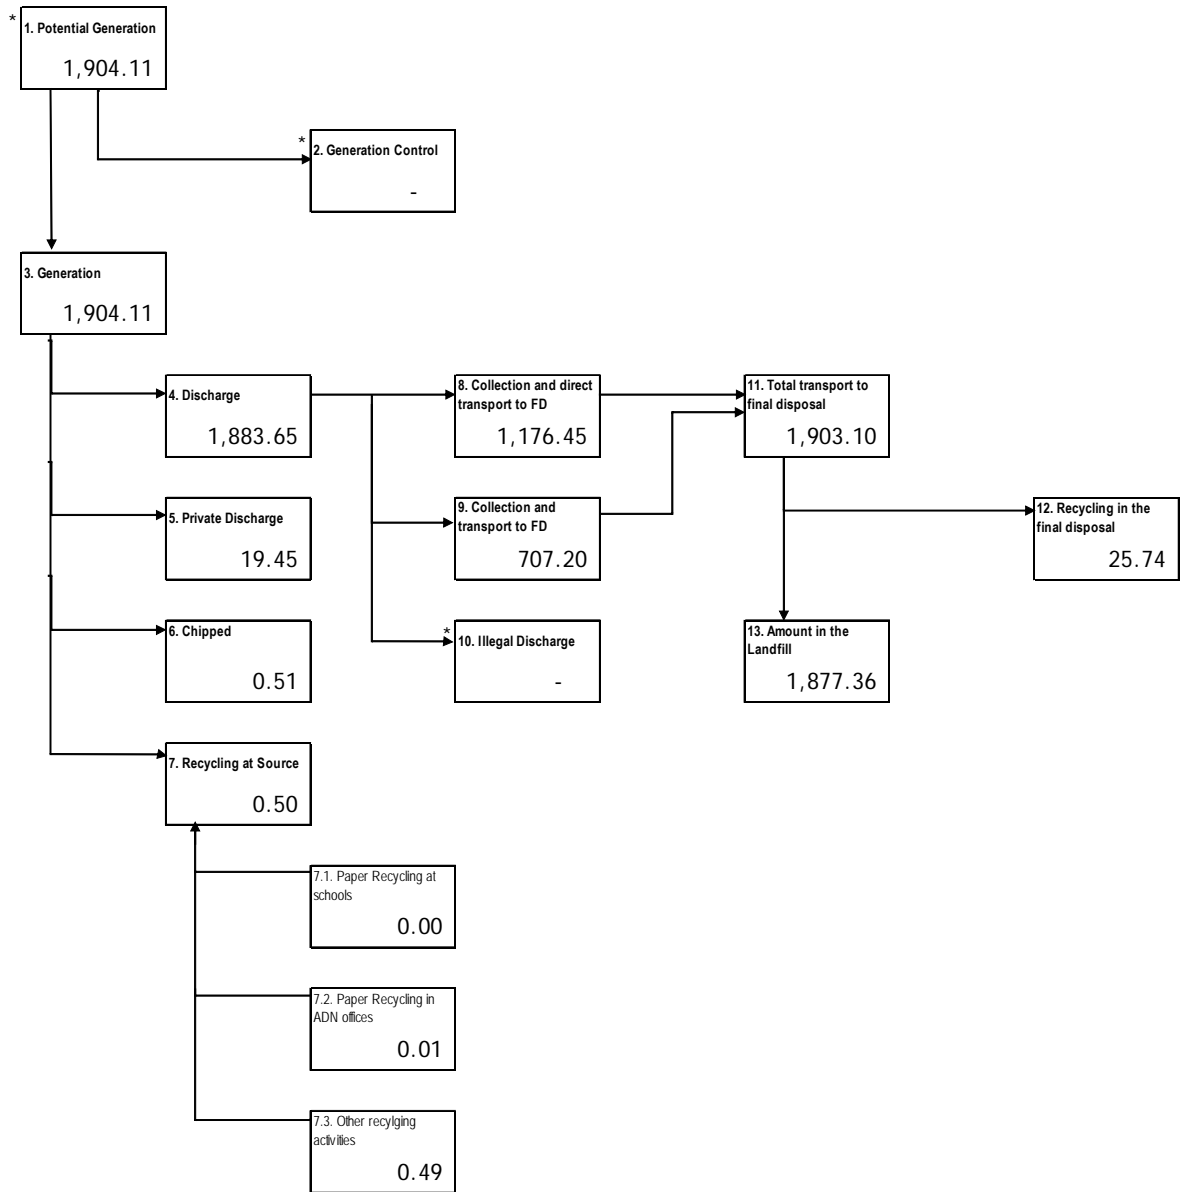 *
1. Potential Generation
1,904.11
*
2. Generation Control
-
3. Generation
1,904.11
4. Discharge
1,883.65
8. Collection and direct
transport to FD
1,176.45
11. Total transport to
final disposal
1,903.10
5. Private Discharge
19.45
9. Collection and
transport to FD
707.20
12. Recycling in the
final disposal
25.74
6. Chipped
0.51
*
10. Illegal Discharge
-
13. Amount in the
Landfill
1,877.36
7. Recycling at Source
0.50
7.1. Paper Recycling at
schools
0.00
7.2. Paper Recycling in
ADN offices
0.01
7.3. Other recylging
activities
0.49